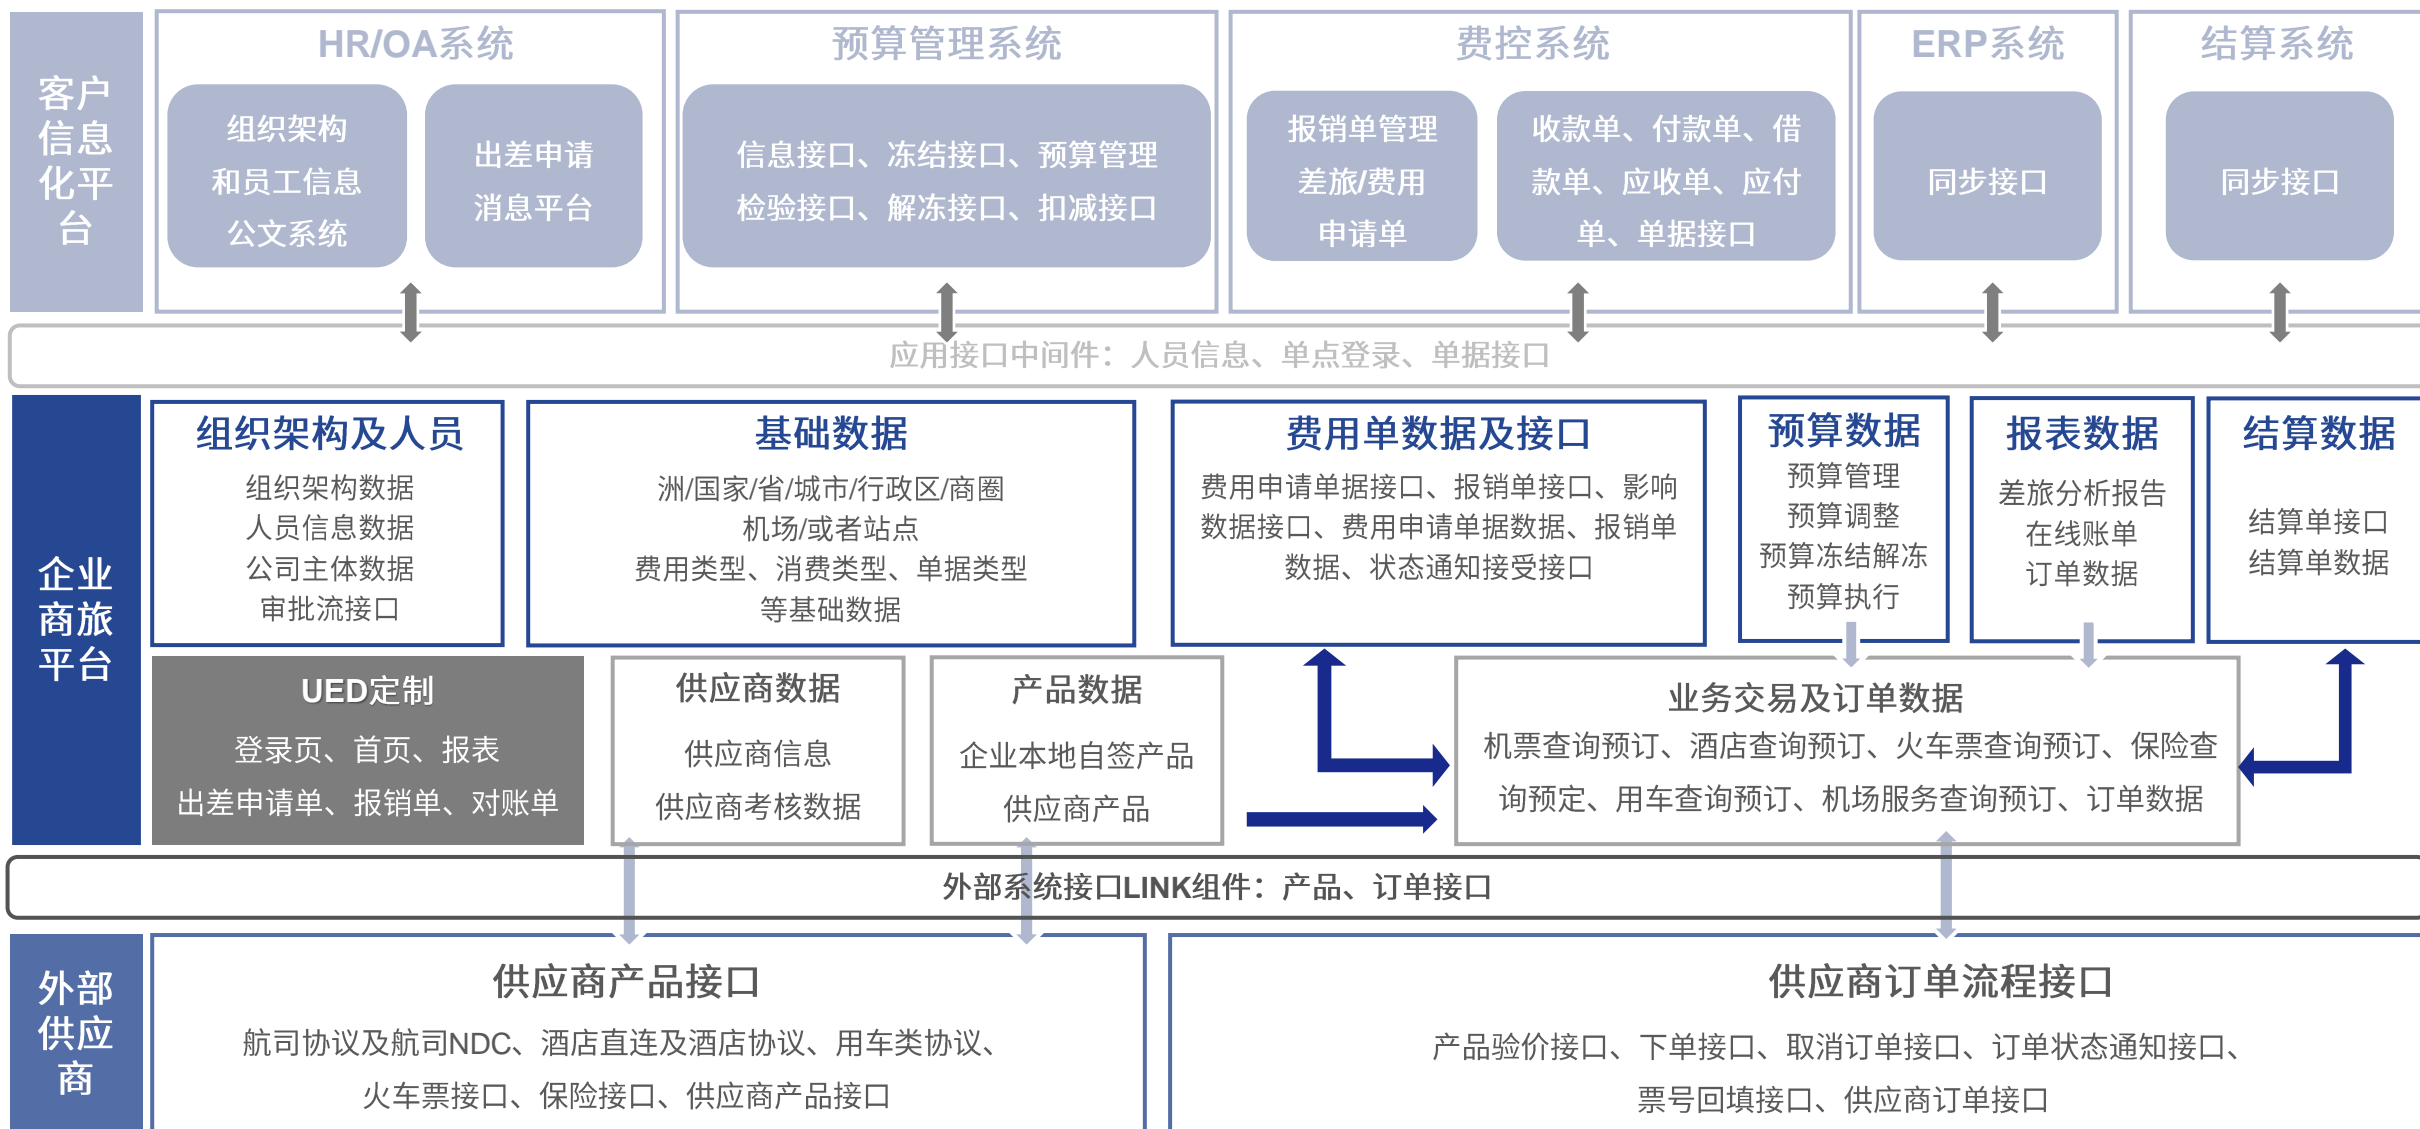 客户
信息
化平
台
HR/OA系统
组织架构
和员工信息
公文系统
出差申请
消息平台
预算管理系统
信息接口、冻结接口、预算管理
检验接口、解冻接口、扣减接口
费控系统
报销单管理
差旅/费用
申请单
收款单、付款单、借
款单、应收单、应付
单、单据接口
ERP系统
同步接口
结算系统
同步接口
应用接口中间件：人员信息、单点登录、单据接口
企业
商旅
平台
组织架构及人员
组织架构数据
人员信息数据
公司主体数据
审批流接口
基础数据
洲/国家/省/城市/行政区/商圈
机场/或者站点
费用类型、消费类型、单据类型
等基础数据
费用单数据及接口
费用申请单据接口、报销单接口、影响
数据接口、费用申请单据数据、报销单
数据、状态通知接受接口
预算数据
预算管理
预算调整
预算冻结解冻
预算执行
报表数据
差旅分析报告
在线账单
订单数据
结算数据
结算单接口
结算单数据
UED定制
登录页、首页、报表
出差申请单、报销单、对账单
供应商数据
供应商信息
供应商考核数据
产品数据
企业本地自签产品
供应商产品
业务交易及订单数据
机票查询预订、酒店查询预订、火车票查询预订、保险查
询预定、用车查询预订、机场服务查询预订、订单数据
外部系统接口LINK组件：产品、订单接口
外部
供应
商
供应商产品接口
航司协议及航司NDC、酒店直连及酒店协议、用车类协议、
火车票接口、保险接口、供应商产品接口
供应商订单流程接口
产品验价接口、下单接口、取消订单接口、订单状态通知接口、
票号回填接口、供应商订单接口